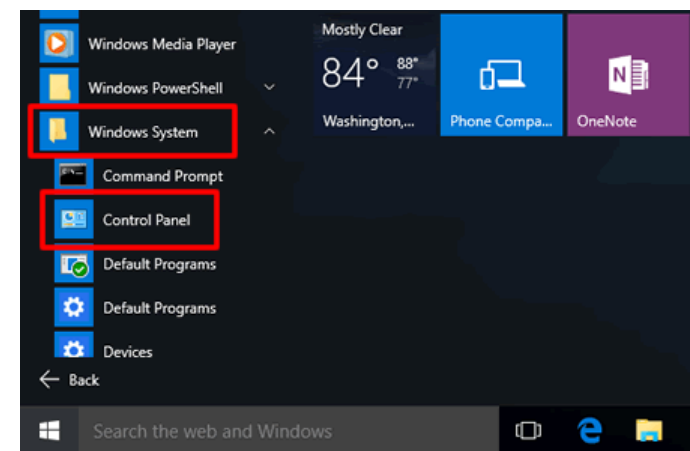 Windows Media Player
Windows PowerShell
Windows System
Command Prompt
Control Panel
Default Programs
Default Programs
Devices
Back
Mostly Clear
84° 88°
77°
Washington,...
Phone Compa...
N
OneNote
Search the web and Windows